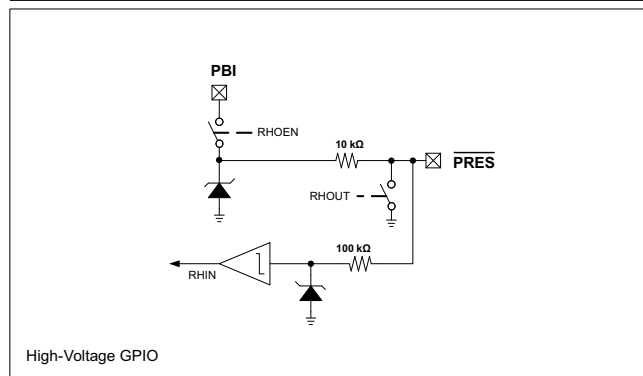 PBI
RHOEN
10 kΩ
PRES
RHOUT
100 kΩ
RHIN
High-Voltage GPIO